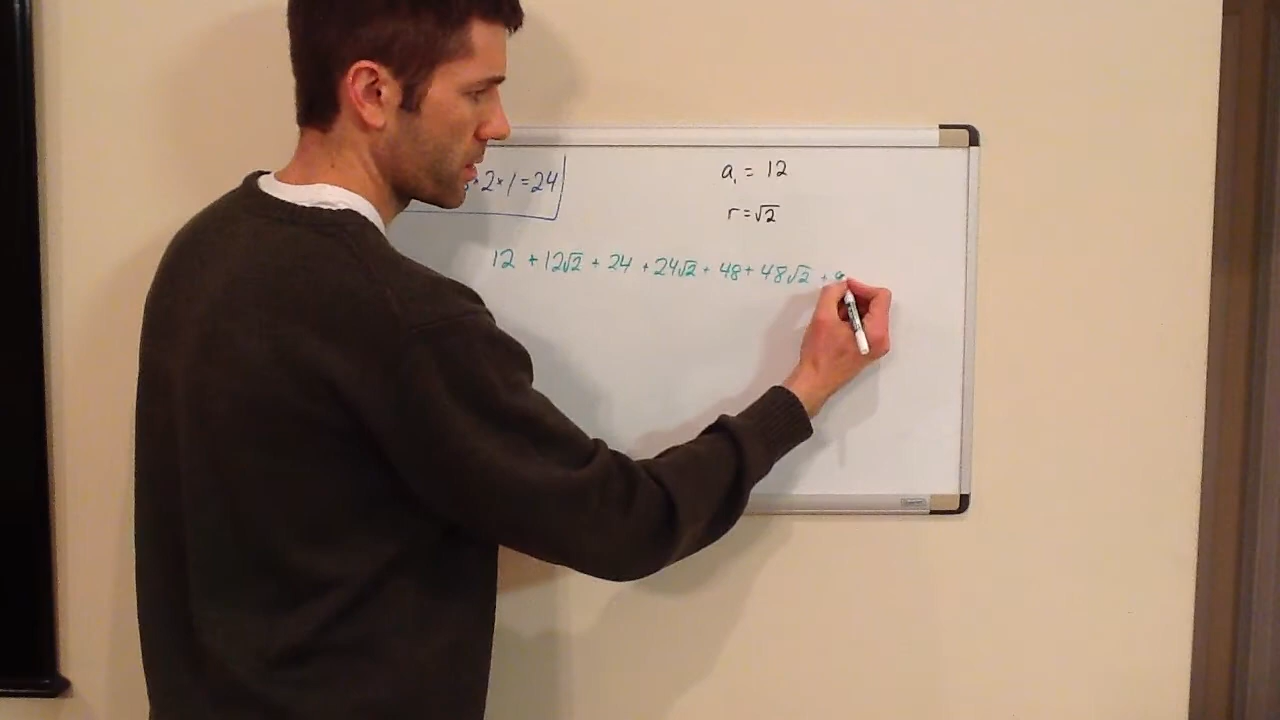 * 2 * 1 = 24
a₁ = 12
r = √2
12 + 12√2 + 24 + 24√2 + 48 + 48√2 +